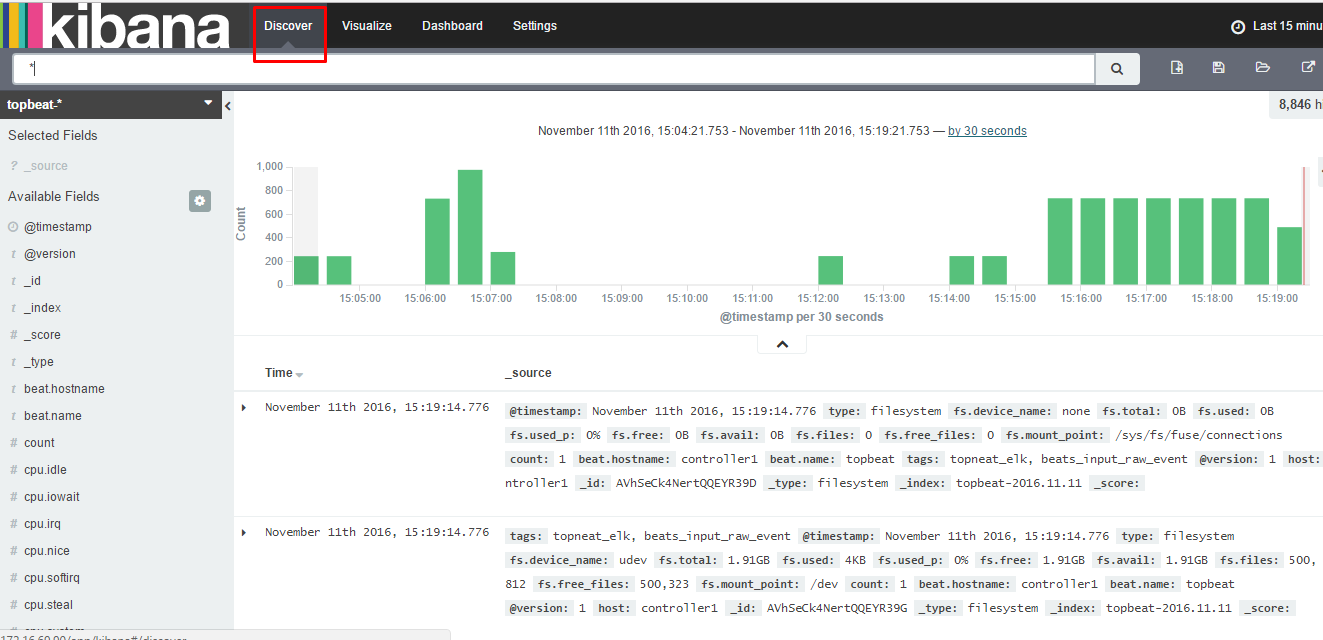 kibana Discover Visualize Dashboard Settings Last 15 minu
*
topbeat-*
8,846 h
Selected Fields
? _source
Available Fields
@timestamp
t @version
t _id
t _index
# _score
t _type
t beat.hostname
t beat.name
# count
# cpu.idle
# cpu.iowait
# cpu.irq
# cpu.nice
# cpu.softirq
# cpu.steal
November 11th 2016, 15:04:21.753 - November 11th 2016, 15:19:21.753 — by 30 seconds
Count
1,000
800
600
400
200
0
15:05:00 15:06:00 15:07:00 15:08:00 15:09:00 15:10:00 15:11:00 15:12:00 15:13:00 15:14:00 15:15:00 15:16:00 15:17:00 15:18:00 15:19:00
@timestamp per 30 seconds
Time _source
November 11th 2016, 15:19:14.776 @timestamp: November 11th 2016, 15:19:14.776 type: filesystem fs.device_name: none fs.total: 0B fs.used: 0B
fs.used_p: 0% fs.free: 0B fs.avail: 0B fs.files: 0 fs.free_files: 0 fs.mount_point: /sys/fs/fuse/connections
count: 1 beat.hostname: controller1 beat.name: topbeat tags: topneat_elk, beats_input_raw_event @version: 1 host:
ntroller1 _id: AVhSeCk4NertQQEYR39D _type: filesystem _index: topbeat-2016.11.11 _score:
November 11th 2016, 15:19:14.776 tags: topneat_elk, beats_input_raw_event @timestamp: November 11th 2016, 15:19:14.776 type: filesystem
fs.device_name: udev fs.total: 1.91GB fs.used: 4KB fs.used_p: 0% fs.free: 1.91GB fs.avail: 1.91GB fs.files: 500,
812 fs.free_files: 500,323 fs.mount_point: /dev count: 1 beat.hostname: controller1 beat.name: topbeat
@version: 1 host: controller1 _id: AVhSeCk4NertQQEYR39G _type: filesystem _index: topbeat-2016.11.11 _score: